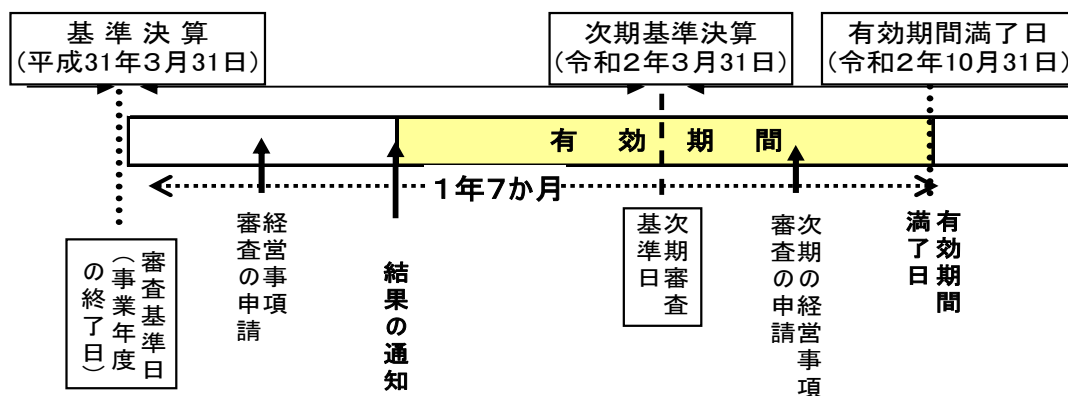 基準決算
(平成31年3月31日)
次期基準決算
(令和2年3月31日)
有効期間満了日
(令和2年10月31日)
有効期間
1年7か月
審査基準日
(事業年度
の終了日)
経営事項
審査の申請
結果の通知
次期審査
基準日
次期の経営事項
審査の申請
有効期間
満了日